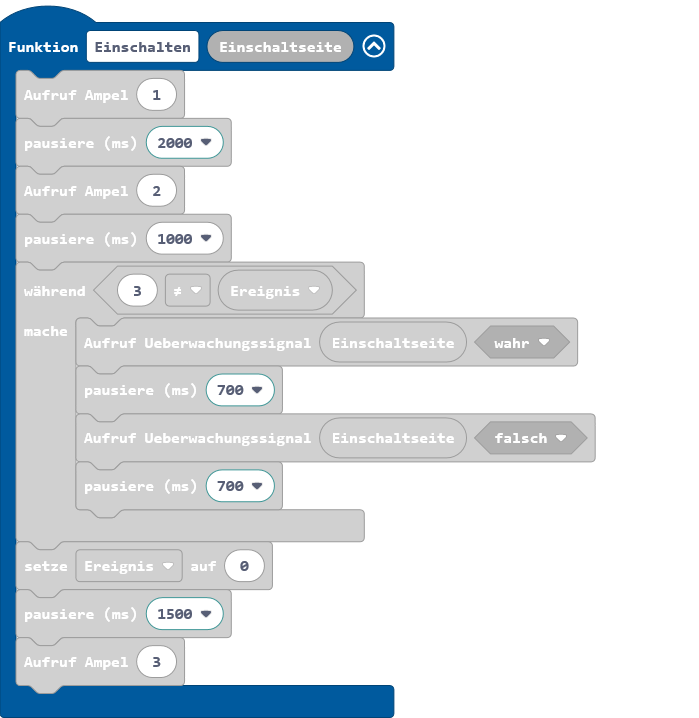 Funktion Einschalten Einschaltseite
Aufruf Ampel 1
pausiere (ms) 2000
Aufruf Ampel 2
pausiere (ms) 1000
während 3 ≠ Ereignis
mache
Aufruf Ueberwachungssignal Einschaltseite wahr
pausiere (ms) 700
Aufruf Ueberwachungssignal Einschaltseite falsch
pausiere (ms) 700
setze Ereignis auf 0
pausiere (ms) 1500
Aufruf Ampel 3